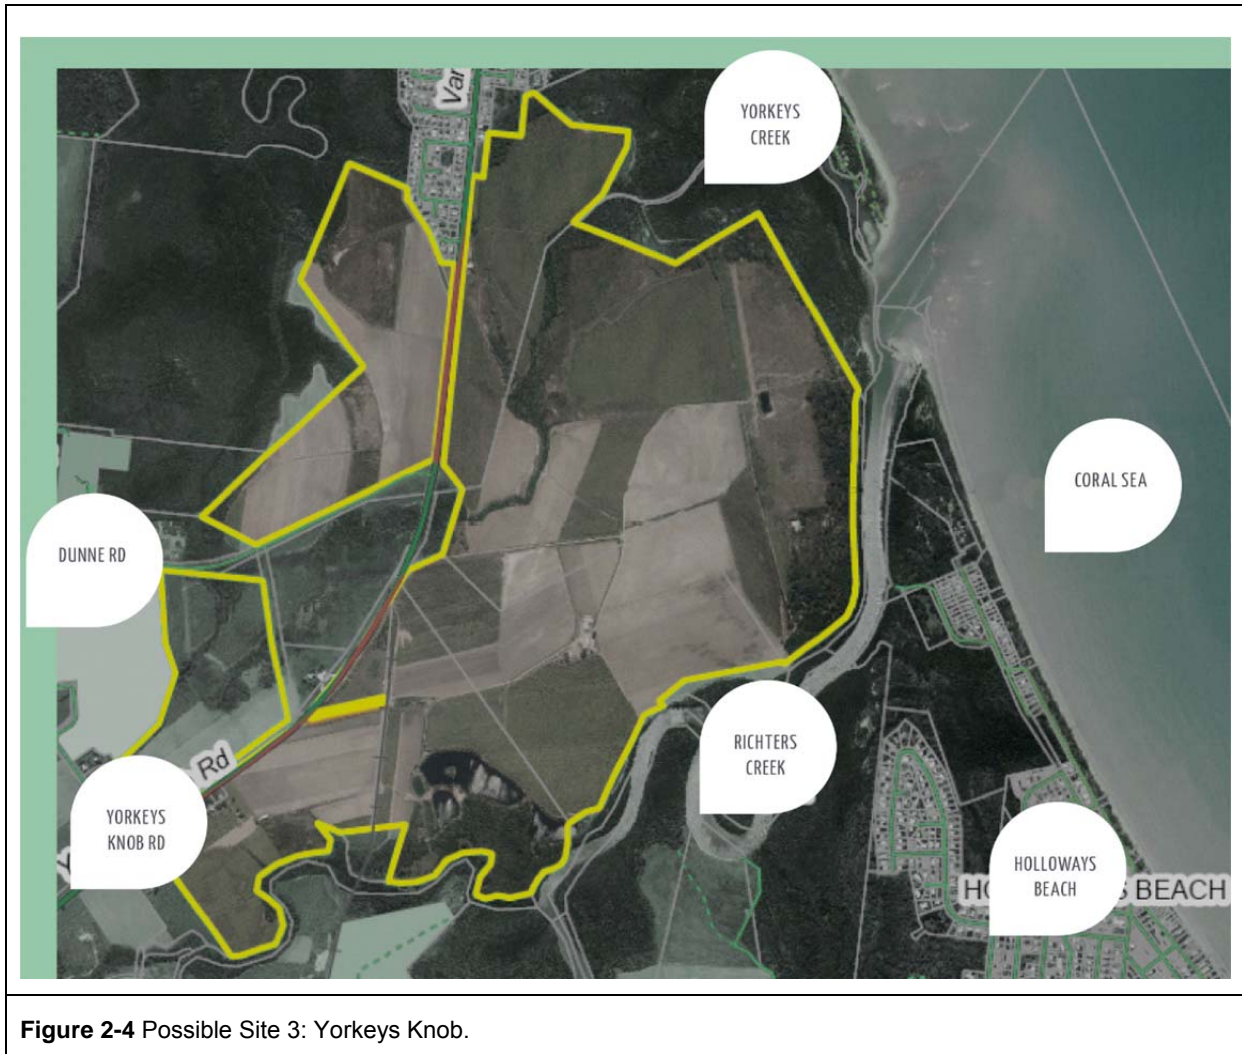 Var
YORKEYS
CREEK
CORAL SEA
DUNNE RD
Rd
YORKEYS
KNOB RD
RICHTERS
CREEK
HOLLOWAYS
BEACH
S BEACH
Figure 2-4 Possible Site 3: Yorkeys Knob.